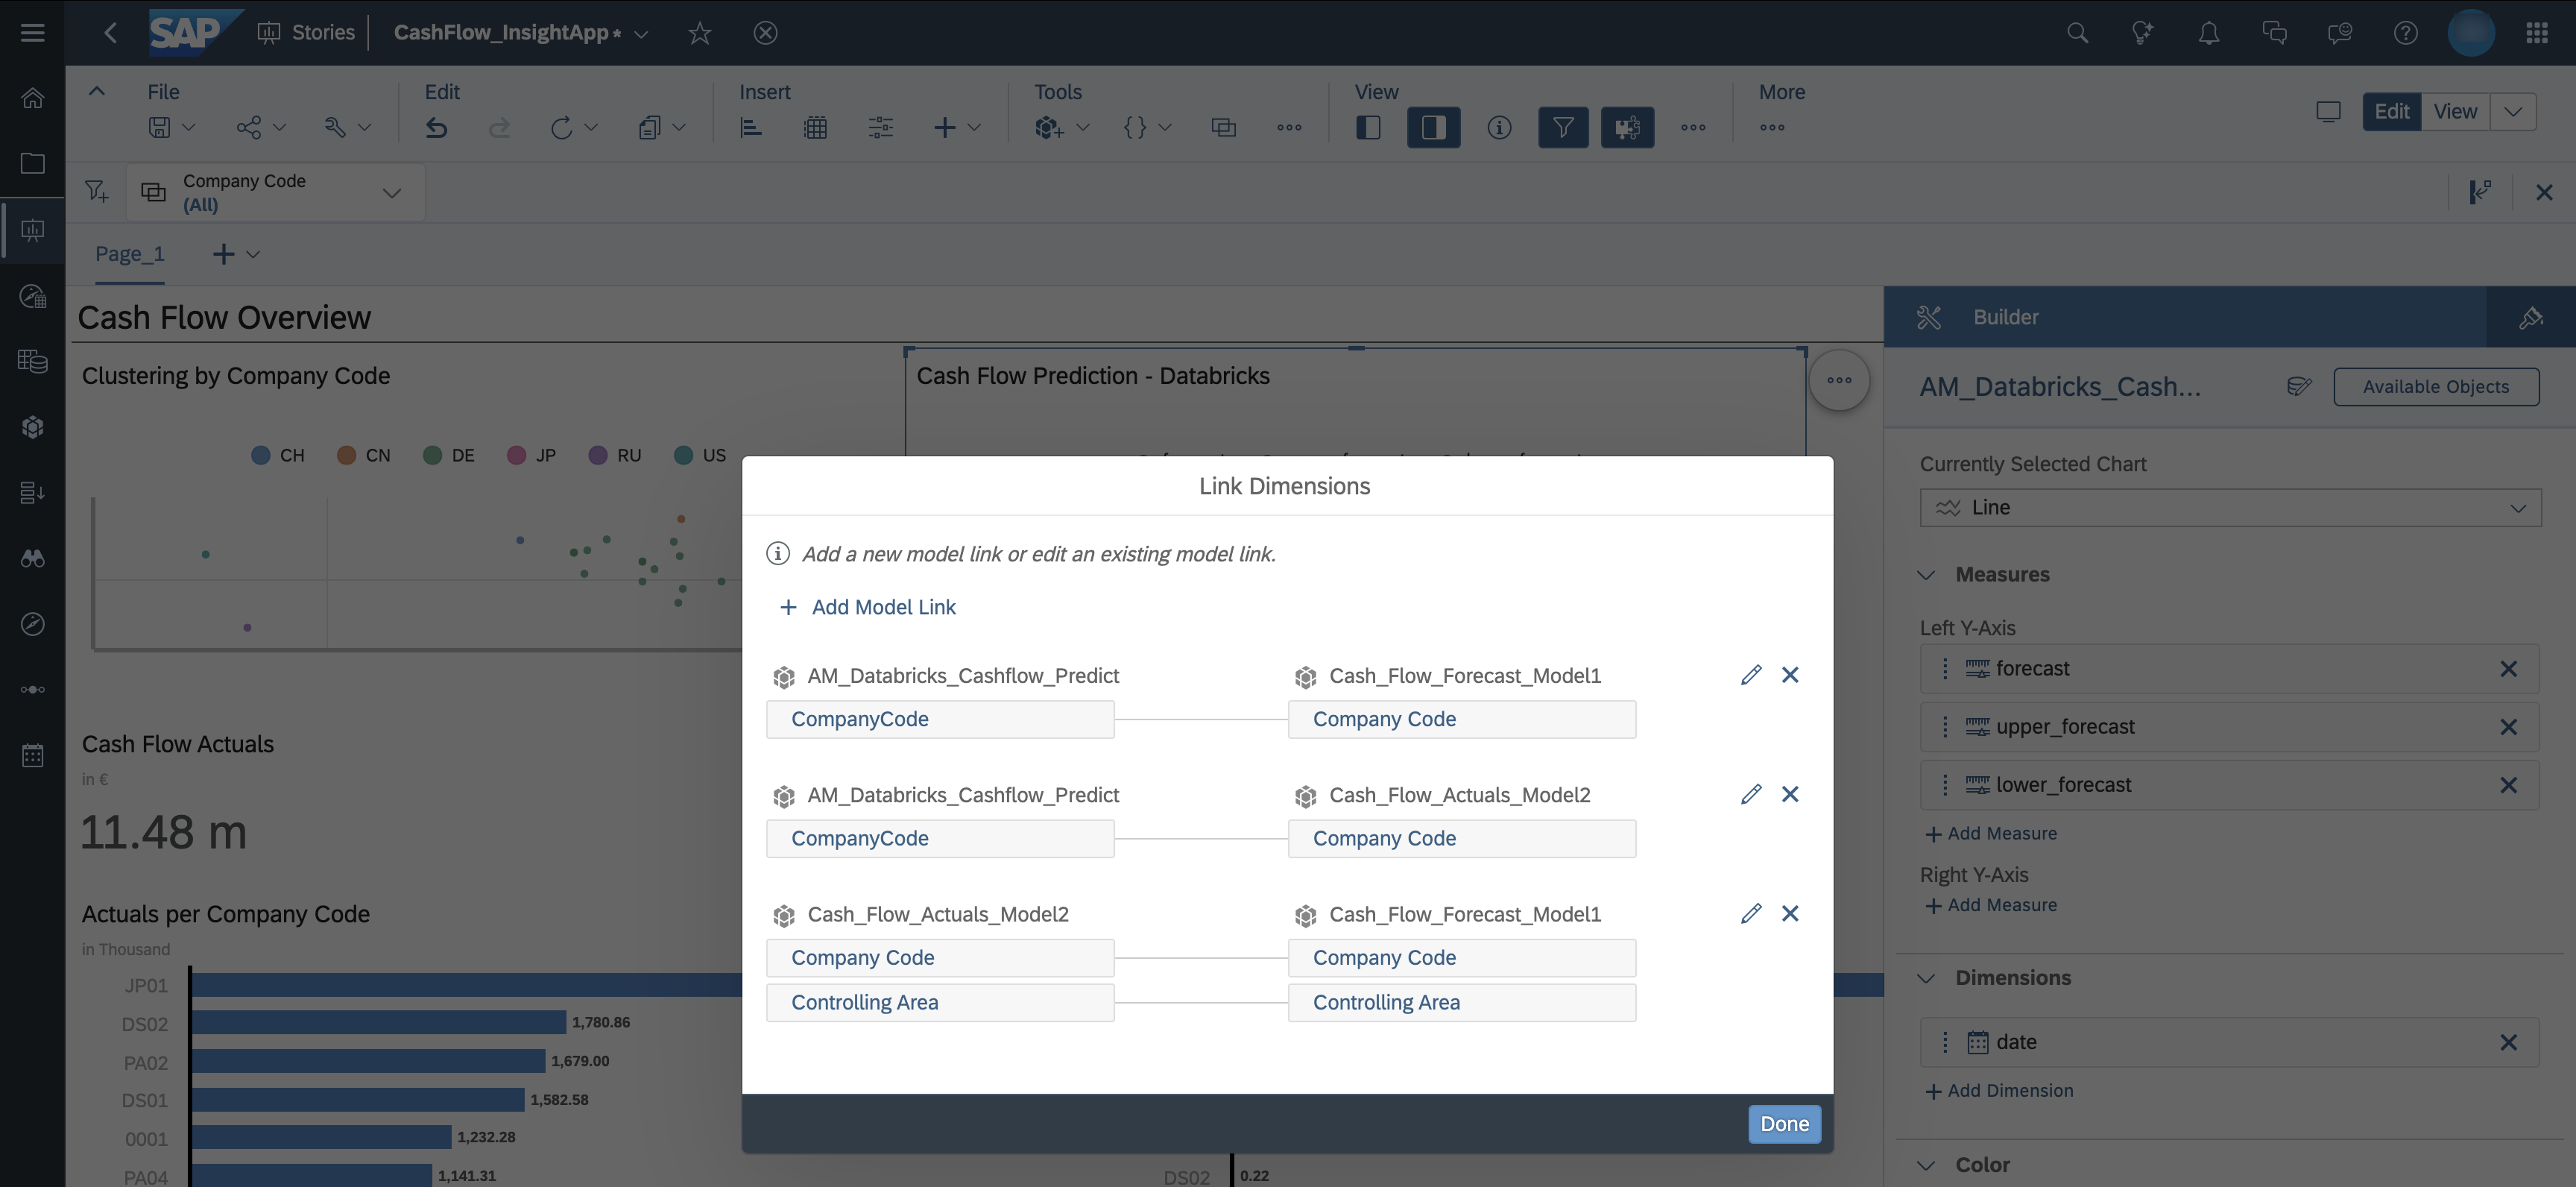 SAP
Stories
CashFlow_InsightApp *
File
Edit
Insert
Tools
View
More
Edit
View
Company Code
(All)
Page_1
Cash Flow Overview
Builder
Clustering by Company Code
Cash Flow Prediction - Databricks
AM_Databricks_Cash...
Available Objects
CH
CN
DE
JP
RU
US
Currently Selected Chart
Line
Link Dimensions
Add a new model link or edit an existing model link.
+ Add Model Link
Measures
Left Y-Axis
AM_Databricks_Cashflow_Predict
Cash_Flow_Forecast_Model1
forecast
CompanyCode
Company Code
upper_forecast
Cash Flow Actuals
in €
11.48 m
AM_Databricks_Cashflow_Predict
Cash_Flow_Actuals_Model2
lower_forecast
CompanyCode
Company Code
+ Add Measure
Right Y-Axis
+ Add Measure
Actuals per Company Code
in Thousand
Cash_Flow_Actuals_Model2
Cash_Flow_Forecast_Model1
Company Code
Company Code
Controlling Area
Controlling Area
Dimensions
date
+ Add Dimension
Color
JP01
DS02
1,780.86
PA02
1,679.00
DS01
1,582.58
0001
1,232.28
PA04
1,141.31
Done
DS02
0.22